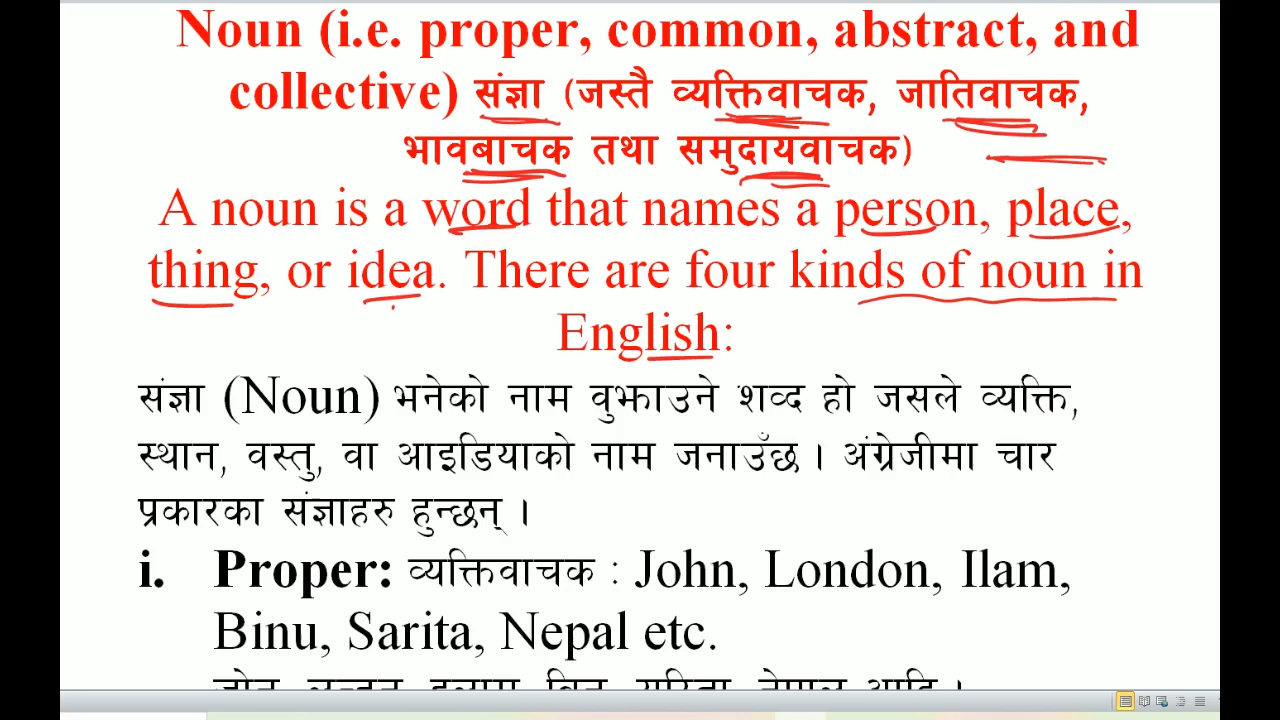 Noun (i.e. proper, common, abstract, and
collective) संज्ञा (जस्तै व्यक्तिवाचक, जातिवाचक,
भावबाचक तथा समुदायवाचक)
A noun is a word that names a person, place,
thing, or idea. There are four kinds of noun in
English:
संज्ञा (Noun) भनेको नाम वुझाउने शव्द हो जसले व्यक्ति,
स्थान, वस्तु, वा आइडियाको नाम जनाउँछ । अंग्रेजीमा चार
प्रकारका संज्ञाहरु हुन्छन् ।
i. Proper: व्यक्तिवाचक : John, London, Ilam,
Binu, Sarita, Nepal etc.